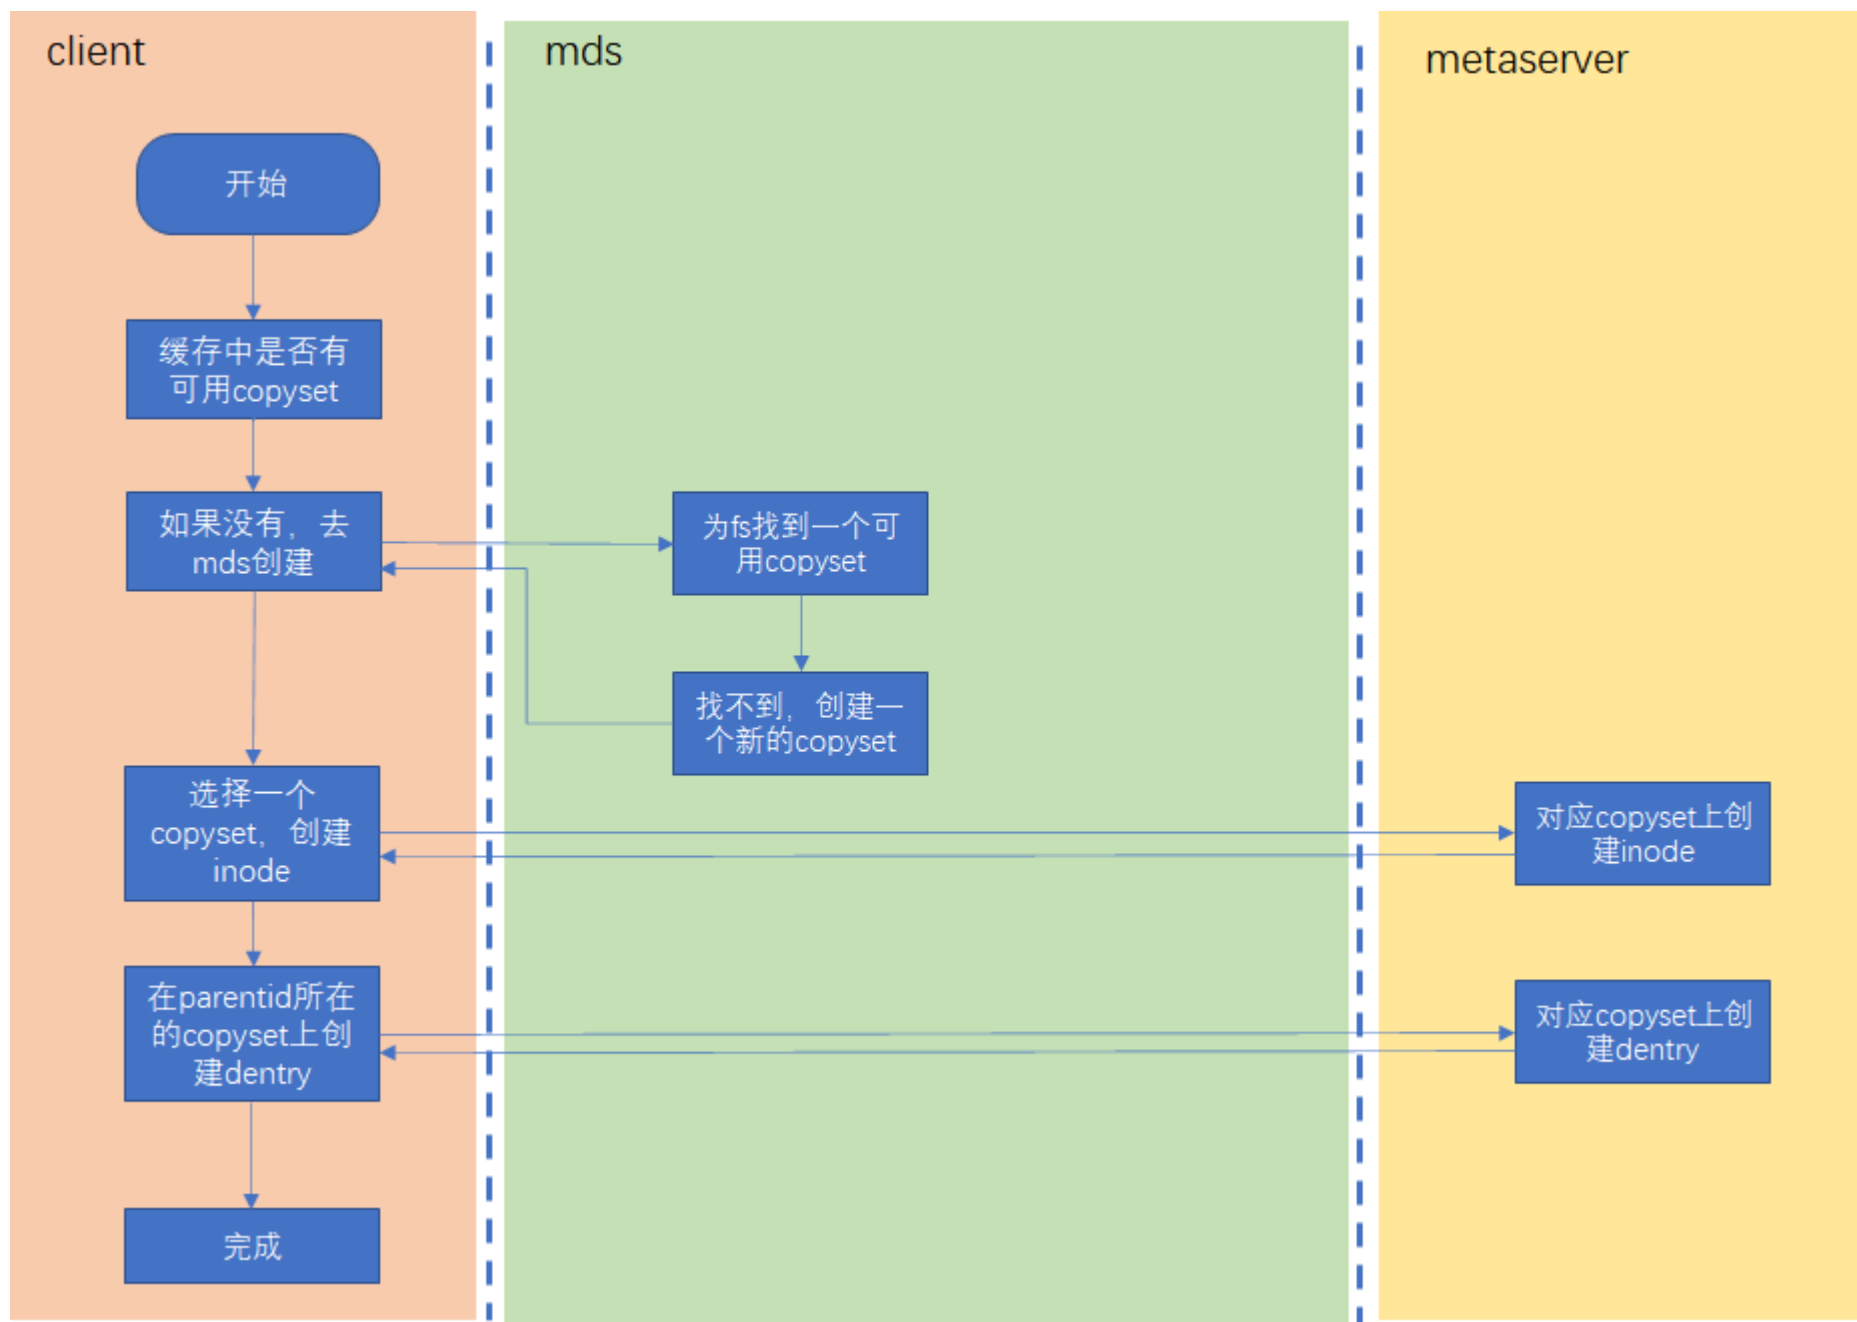 client
mds
metaserver
开始
缓存中是否有
可用copyset
如果没有，去
mds创建
为fs找到一个可
用copyset
找不到，创建一
个新的copyset
选择一个
copyset，创建
inode
对应copyset上创
建inode
在parentid所在
的copyset上创
建dentry
对应copyset上创
建dentry
完成